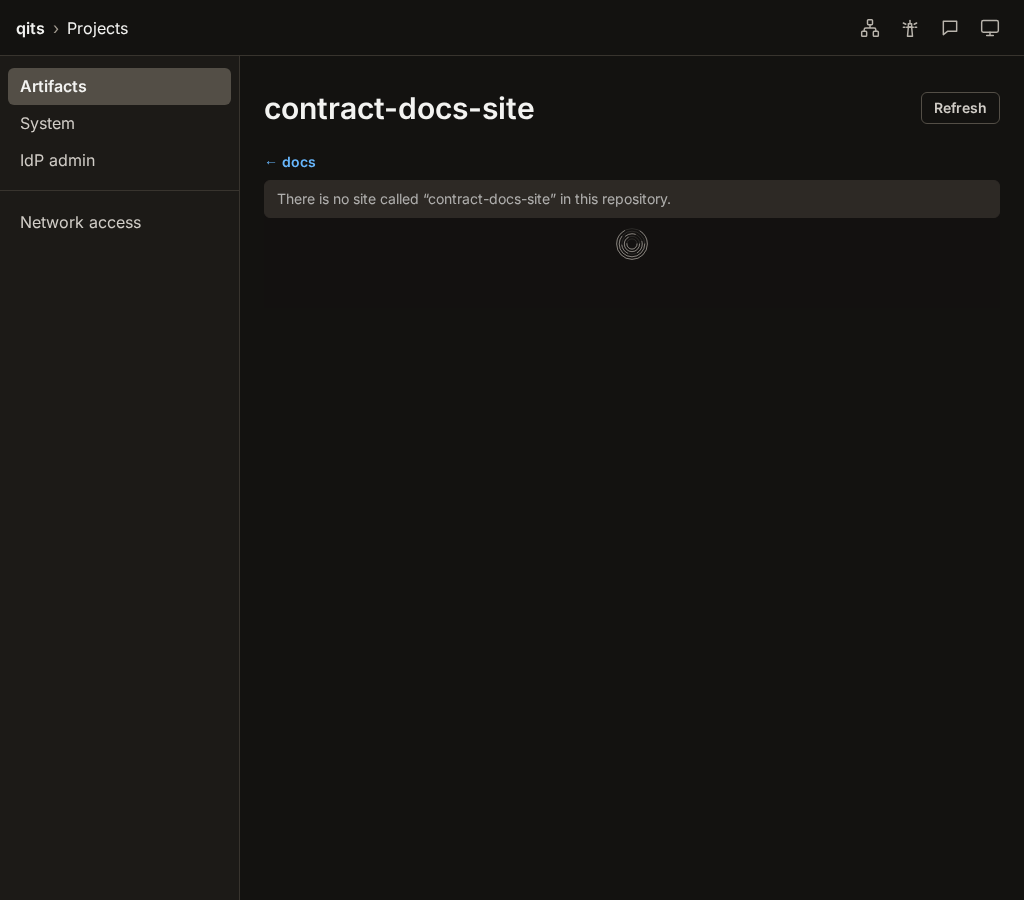 qits › Projects
Artifacts
System
IdP admin
Network access
contract-docs-site
Refresh
← docs
There is no site called “contract-docs-site” in this repository.